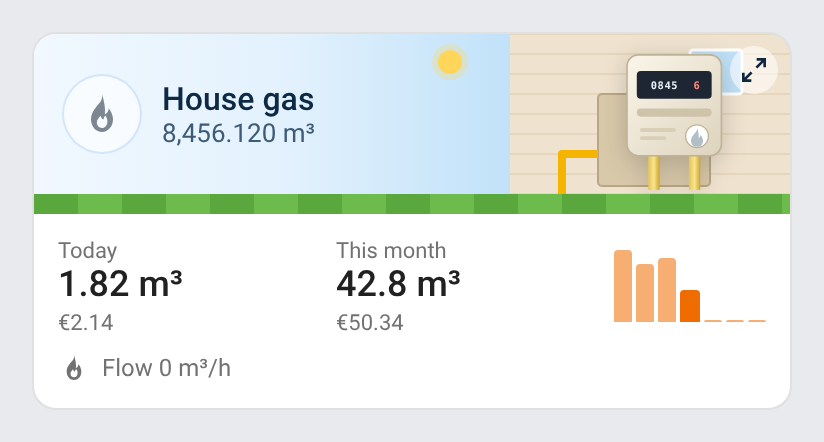 House gas
8,456.120 m³
0845 6
Today
1.82 m³
€2.14
This month
42.8 m³
€50.34
Flow 0 m³/h